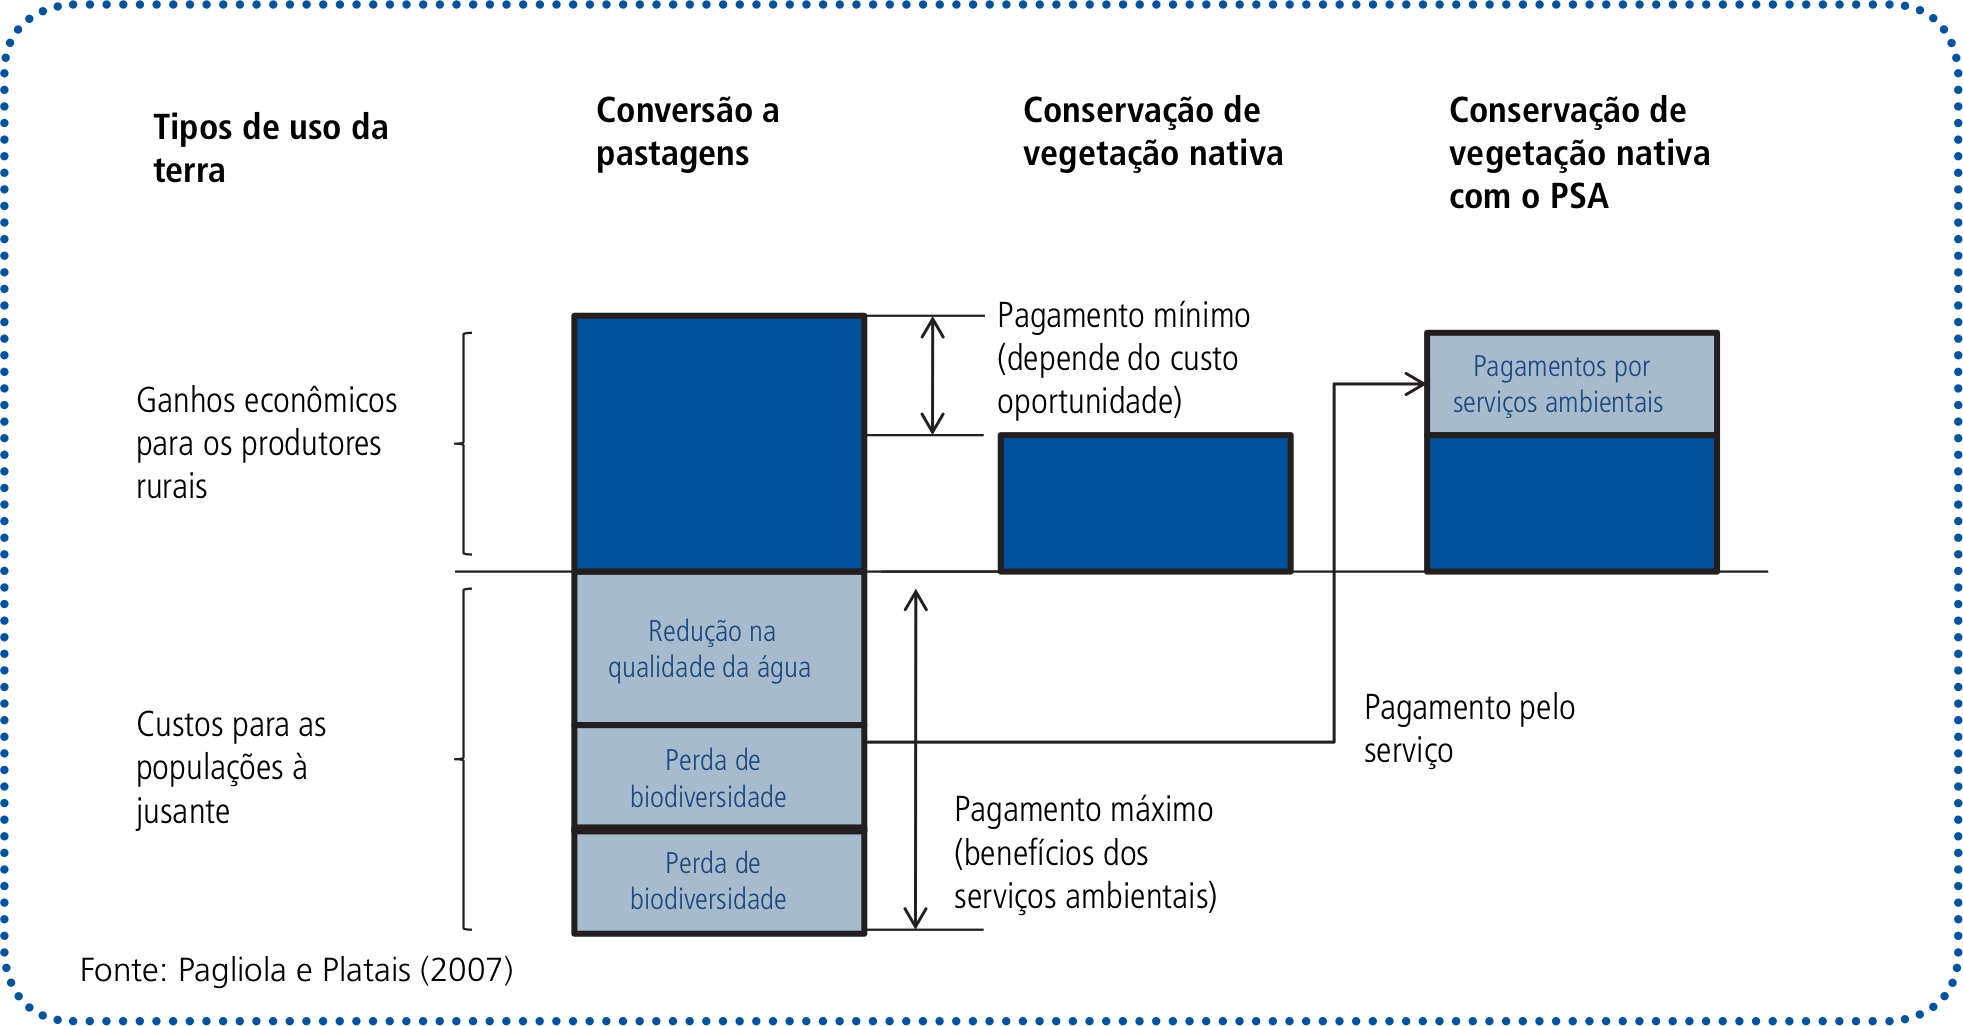 Tipos de uso da
terra
Conversão a
pastagens
Conservação de
vegetação nativa
Conservação de
vegetação nativa
com o PSA
Ganhos econômicos
para os produtores
rurais
Pagamento mínimo
(depende do custo
oportunidade)
Pagamentos por
serviços ambientais
Custos para as
populações à
jusante
Redução na
qualidade da água
Perda de
biodiversidade
Perda de
biodiversidade
Pagamento máximo
(benefícios dos
serviços ambientais)
Pagamento pelo
serviço
Fonte: Pagliola e Platais (2007)